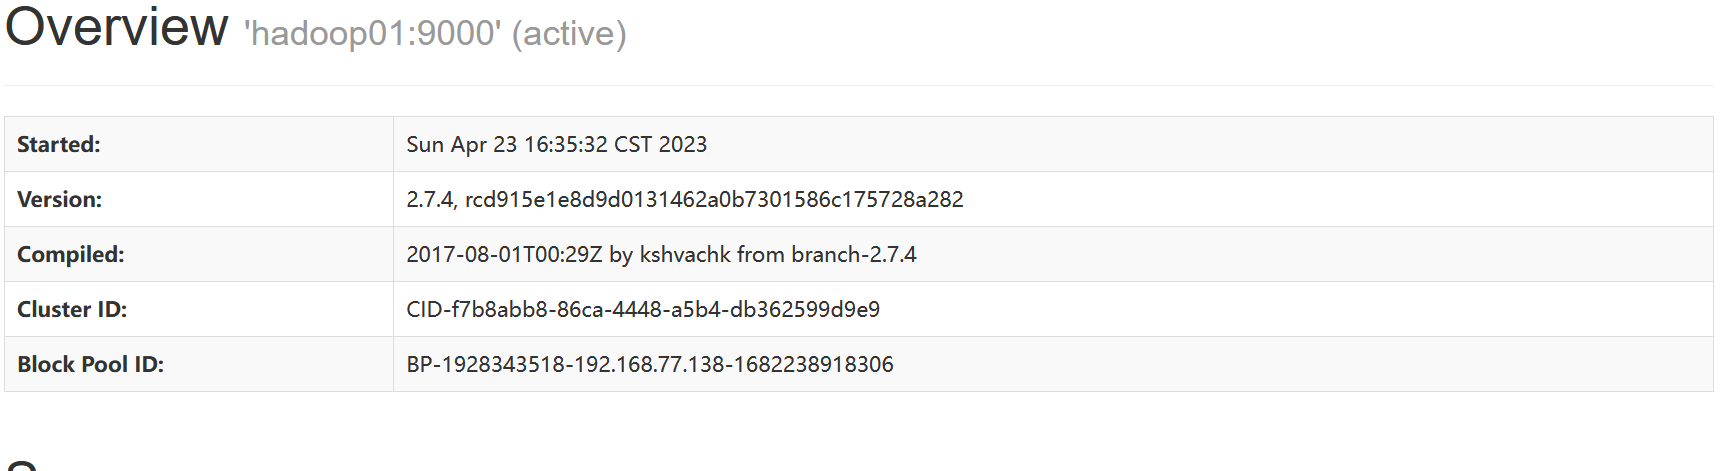 Overview 'hadoop01:9000' (active)
Started: Sun Apr 23 16:35:32 CST 2023
Version: 2.7.4, rcd915e1e8d9d0131462a0b7301586c175728a282
Compiled: 2017-08-01T00:29Z by kshvachk from branch-2.7.4
Cluster ID: CID-f7b8abb8-86ca-4448-a5b4-db362599d9e9
Block Pool ID: BP-1928343518-192.168.77.138-1682238918306